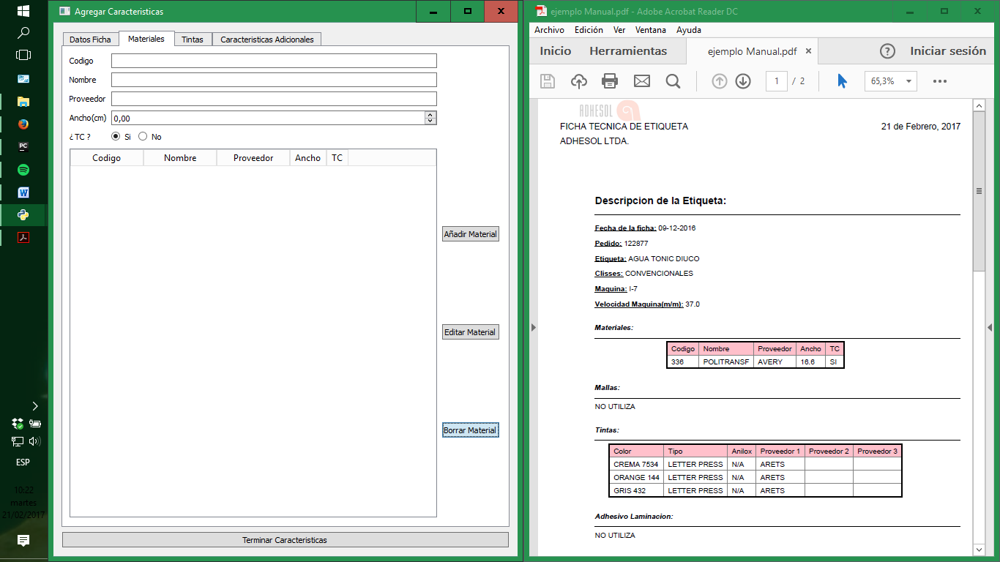 Agregar Caracteristicas
Datos Ficha Materiales Tintas Caracteristicas Adicionales
Codigo
Nombre
Proveedor
Ancho(cm) 0,00
¿TC ? Si No
Codigo Nombre Proveedor Ancho TC
Añadir Material
Editar Material
Borrar Material
Terminar Caracteristicas
PC
W
ESP
10:22
martes
21/02/2017
ejemplo Manual.pdf - Adobe Acrobat Reader DC
Archivo Edición Ver Ventana Ayuda
Inicio Herramientas ejemplo Manual.pdf × ? Iniciar sesión
1 / 2 65,3%
ADHESOL
FICHA TECNICA DE ETIQUETA 21 de Febrero, 2017
ADHESOL LTDA.
Descripcion de la Etiqueta:
Fecha de la ficha: 09-12-2016
Pedido: 122877
Etiqueta: AGUA TONIC DIUCO
Clisses: CONVENCIONALES
Maquina: I-7
Velocidad Maquina(m/m): 37.0
Materiales:
Codigo Nombre Proveedor Ancho TC
336 POLITRANSF AVERY 16.6 SI
Mallas:
NO UTILIZA
Tintas:
Color Tipo Anilox Proveedor 1 Proveedor 2 Proveedor 3
CREMA 7534 LETTER PRESS N/A ARETS
ORANGE 144 LETTER PRESS N/A ARETS
GRIS 432 LETTER PRESS N/A ARETS
Adhesivo Laminacion:
NO UTILIZA